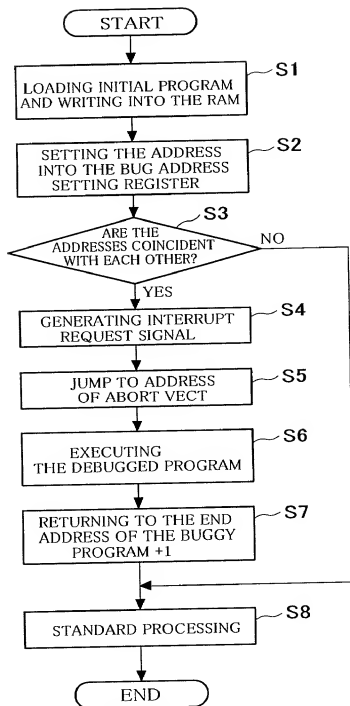 START
S1
LOADING INITIAL PROGRAM
AND WRITING INTO THE RAM
S2
SETTING THE ADDRESS
INTO THE BUG ADDRESS
SETTING REGISTER
S3
ARE THE
ADDRESSES COINCIDENT
WITH EACH OTHER?
NO
YES
S4
GENERATING INTERRUPT
REQUEST SIGNAL
S5
JUMP TO ADDRESS
OF ABORT VECT
S6
EXECUTING
THE DEBUGGED PROGRAM
S7
RETURNING TO THE END
ADDRESS OF THE BUGGY
PROGRAM +1
S8
STANDARD PROCESSING
END